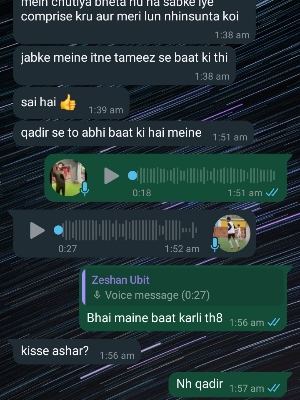 mein chutiya bheta hu na sabke lye
comprise kru aur meri lun nhinsunta koi
1:38 am
jabke meine itne tameez se baat ki thi
1:38 am
sai hai 👍
1:39 am
qadir se to abhi baat ki hai meine
1:51 am
0:18
1:51 am
0:27
1:52 am
Zeshan Ubit
Voice message (0:27)
Bhai maine baat karli th8
1:56 am
kisse ashar?
1:56 am
Nh qadir
1:57 am